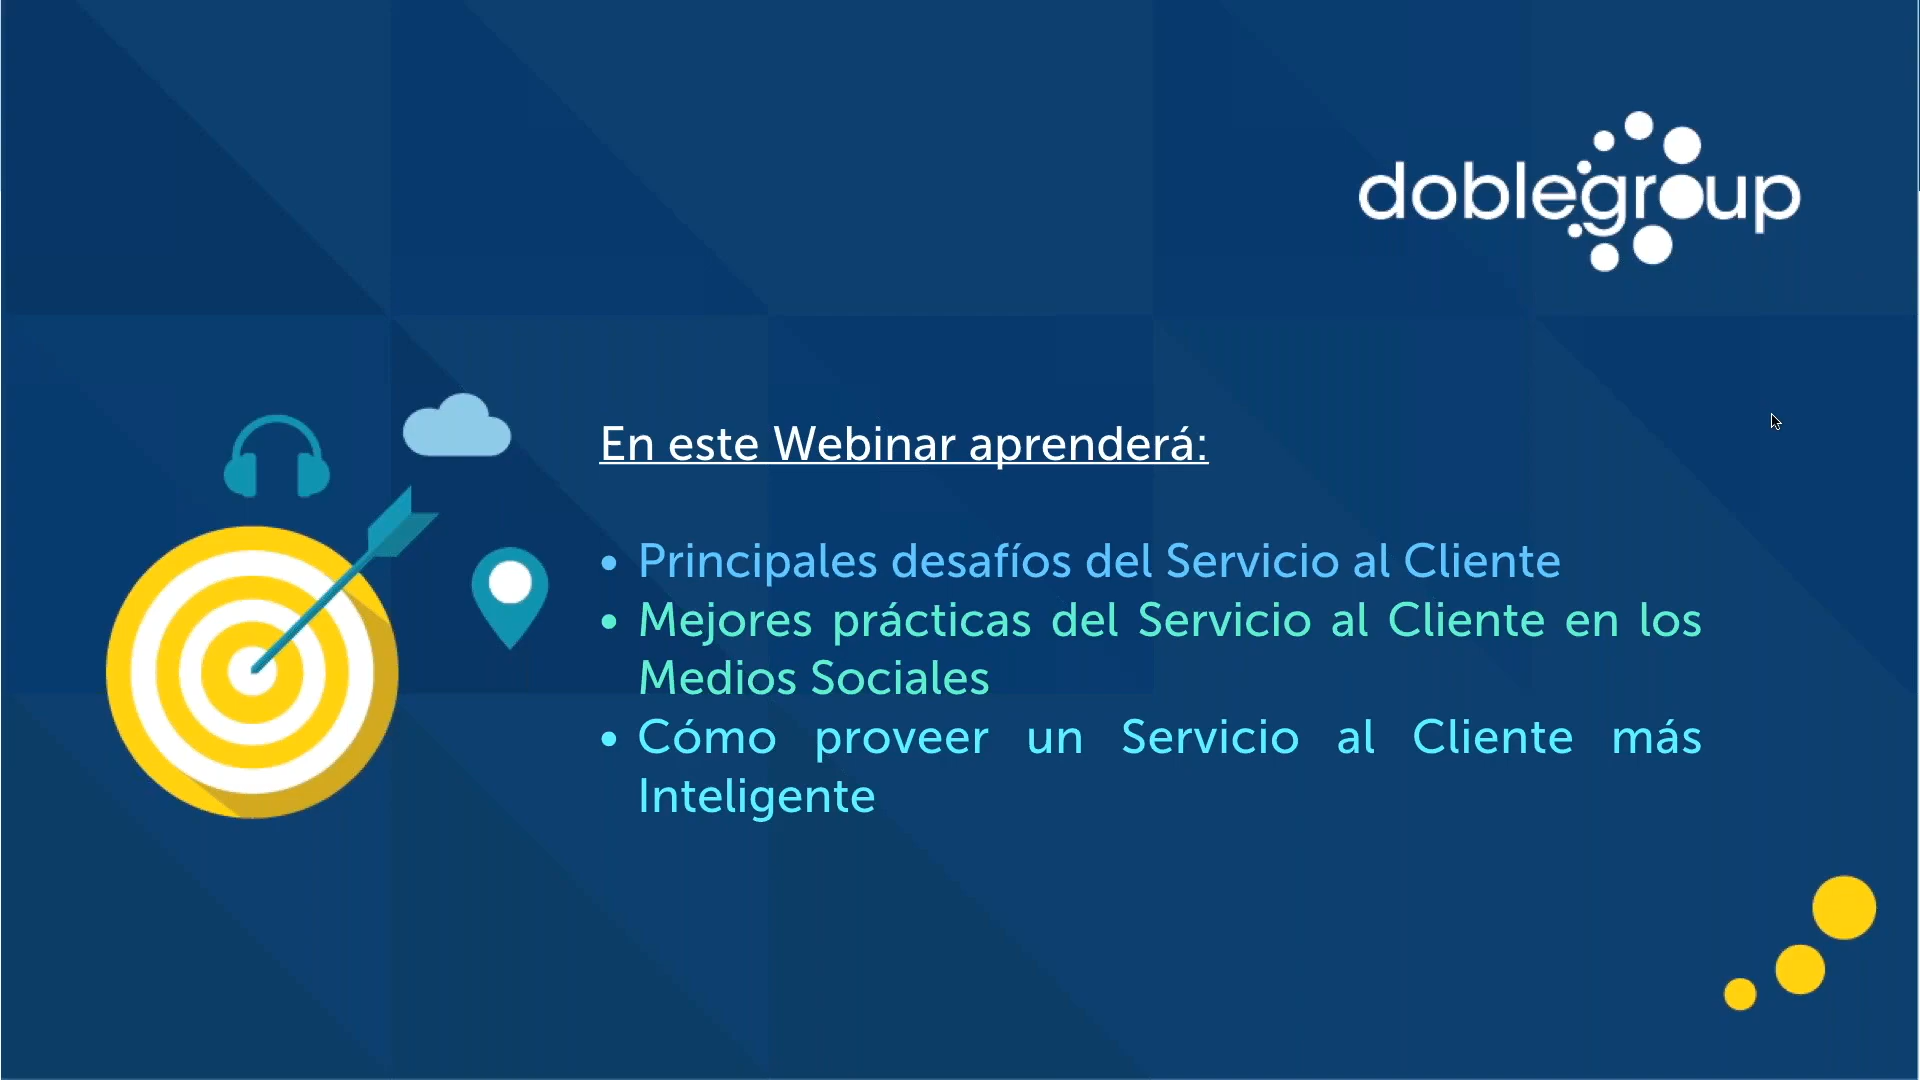 doblegroup
En este Webinar aprenderá:
• Principales desafíos del Servicio al Cliente
• Mejores prácticas del Servicio al Cliente en los
Medios Sociales
• Cómo proveer un Servicio al Cliente más
Inteligente